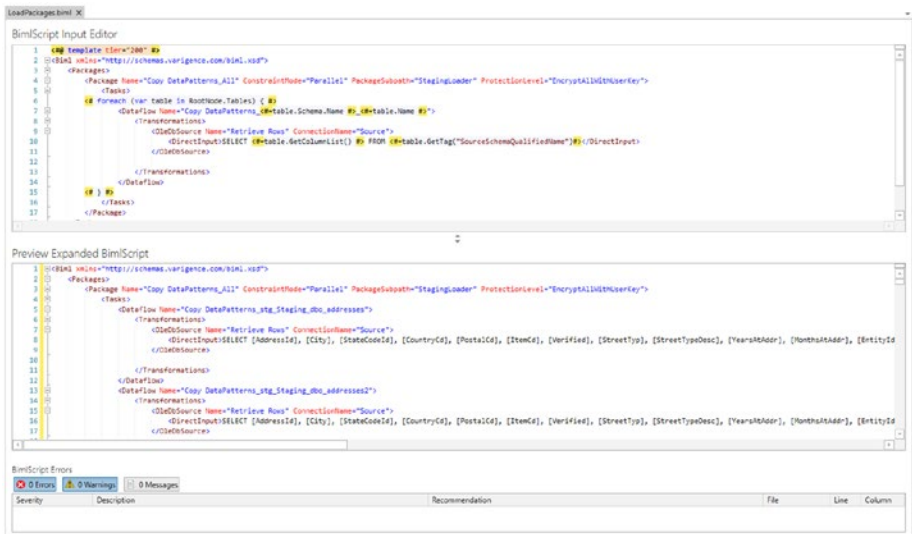 LoadPackages.biml X
BimlScript Input Editor
1 <#@ template tier="200" #>
2 <Biml xmlns="http://schemas.varigence.com/biml.xsd">
3 <Packages>
4 <Package Name="Copy DataPatterns_All" ConstraintMode="Parallel" PackageSubpath="StagingLoader" ProtectionLevel="EncryptAllWithUserKey">
5 <Tasks>
6 <# foreach (var table in RootNode.Tables) { #>
7 <Dataflow Name="Copy DataPatterns_<#=table.Schema.Name #>_<#=table.Name #>">
8 <Transformations>
9 <OleDbSource Name="Retrieve Rows" ConnectionName="Source">
10 <DirectInput>SELECT <#=table.GetColumnList() #> FROM <#=table.GetTag("SourceSchemaQualifiedName")#></DirectInput>
11 </OleDbSource>
12
13 </Transformations>
14 </Dataflow>
15 <# } #>
16 </Tasks>
17 </Package>
Preview Expanded BimlScript
1 <Biml xmlns="http://schemas.varigence.com/biml.xsd">
2 <Packages>
3 <Package Name="Copy DataPatterns_All" ConstraintMode="Parallel" PackageSubpath="StagingLoader" ProtectionLevel="EncryptAllWithUserKey">
4 <Tasks>
5 <Dataflow Name="Copy DataPatterns_stg_Staging_dbo_addresses">
6 <Transformations>
7 <OleDbSource Name="Retrieve Rows" ConnectionName="Source">
8 <DirectInput>SELECT [AddressId], [City], [StateCodeId], [CountryCd], [PostalCd], [ItemCd], [Verified], [StreetTyp], [StreetTypeDesc], [YearsAtAddr], [MonthsAtAddr], [EntityId
9 </OleDbSource>
10
11 </Transformations>
12 </Dataflow>
13 <Dataflow Name="Copy DataPatterns_stg_Staging_dbo_addresses2">
14 <Transformations>
15 <OleDbSource Name="Retrieve Rows" ConnectionName="Source">
16 <DirectInput>SELECT [AddressId], [City], [StateCodeId], [CountryCd], [PostalCd], [ItemCd], [Verified], [StreetTyp], [StreetTypeDesc], [YearsAtAddr], [MonthsAtAddr], [EntityId
17 </OleDbSource>
BimlScript Errors
0 Errors 0 Warnings 0 Messages
Severity Description Recommendation File Line Column